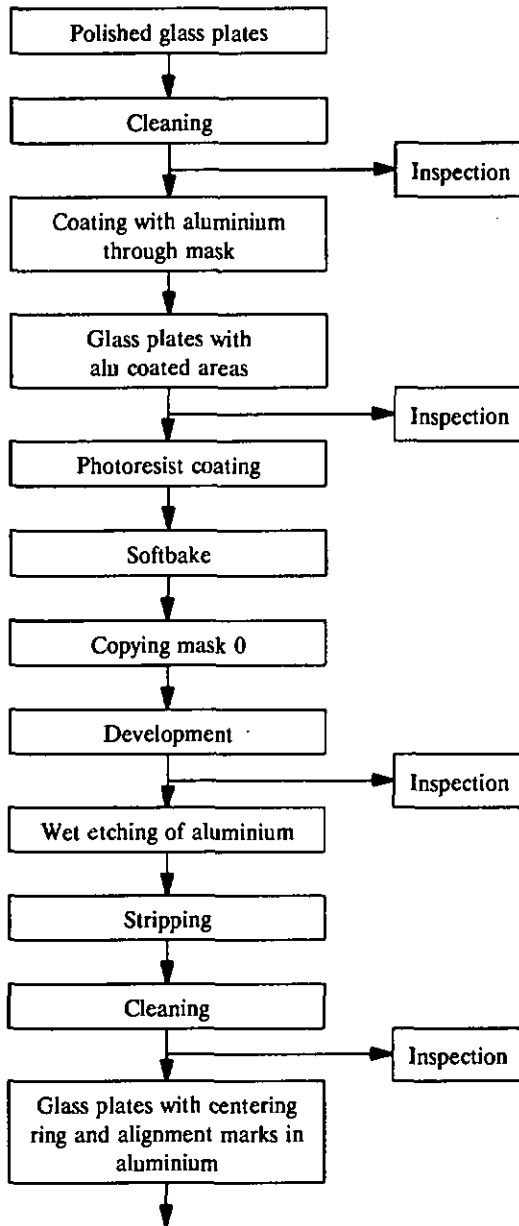 Polished glass plates
Cleaning
Inspection
Coating with aluminium
through mask
Glass plates with
alu coated areas
Inspection
Photoresist coating
Softbake
Copying mask 0
Development
Inspection
Wet etching of aluminium
Stripping
Cleaning
Inspection
Glass plates with centering
ring and alignment marks in
aluminium